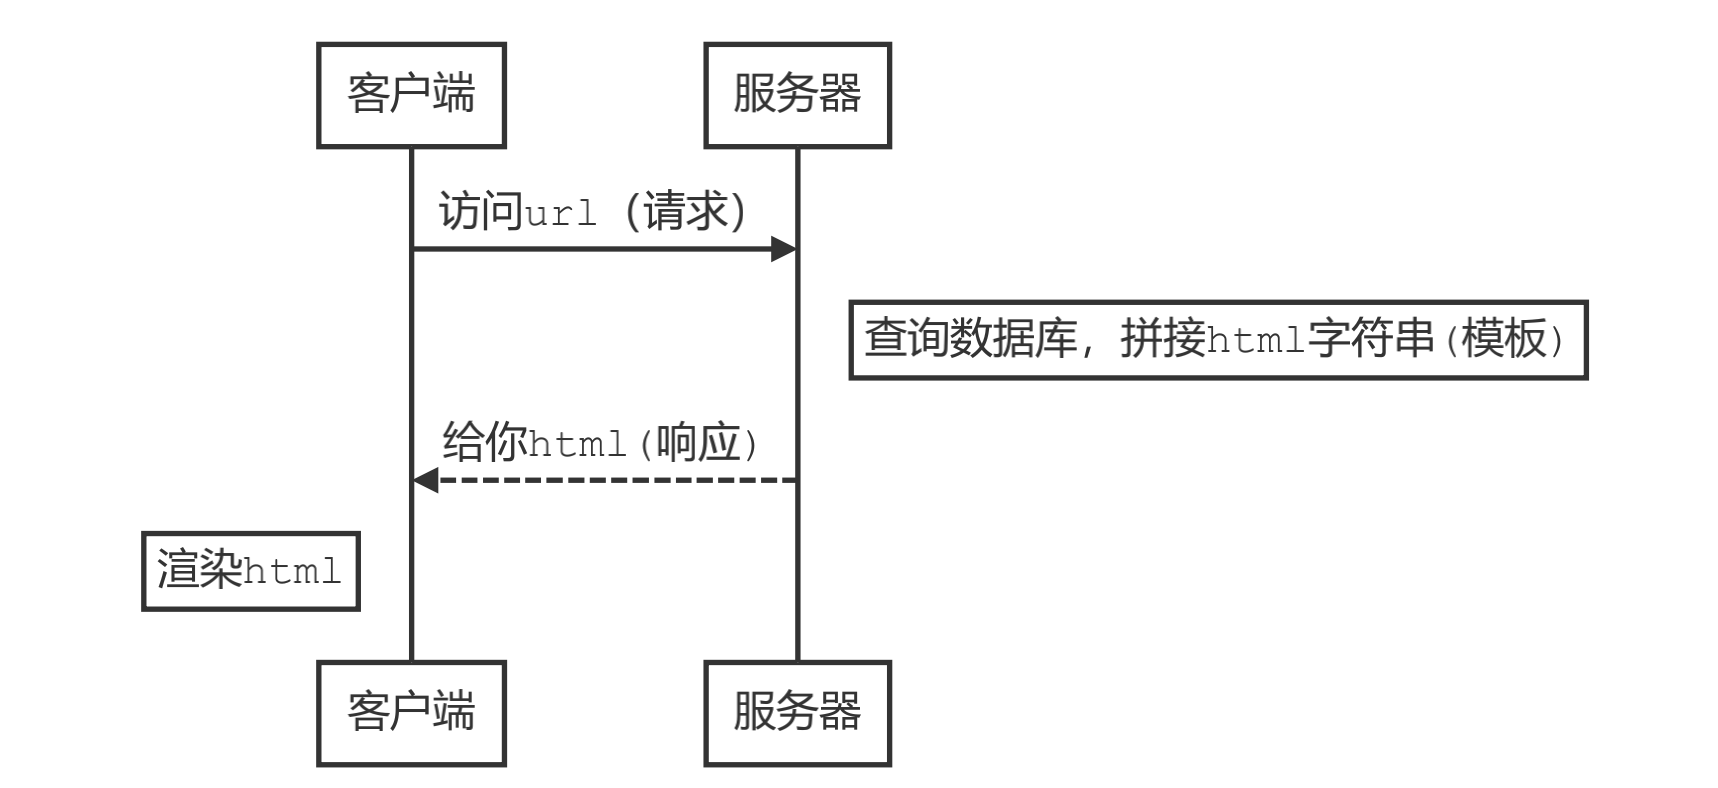 客户端
服务器
访问url（请求）
查询数据库，拼接html字符串(模板)
给你html(响应)
渲染html
客户端
服务器